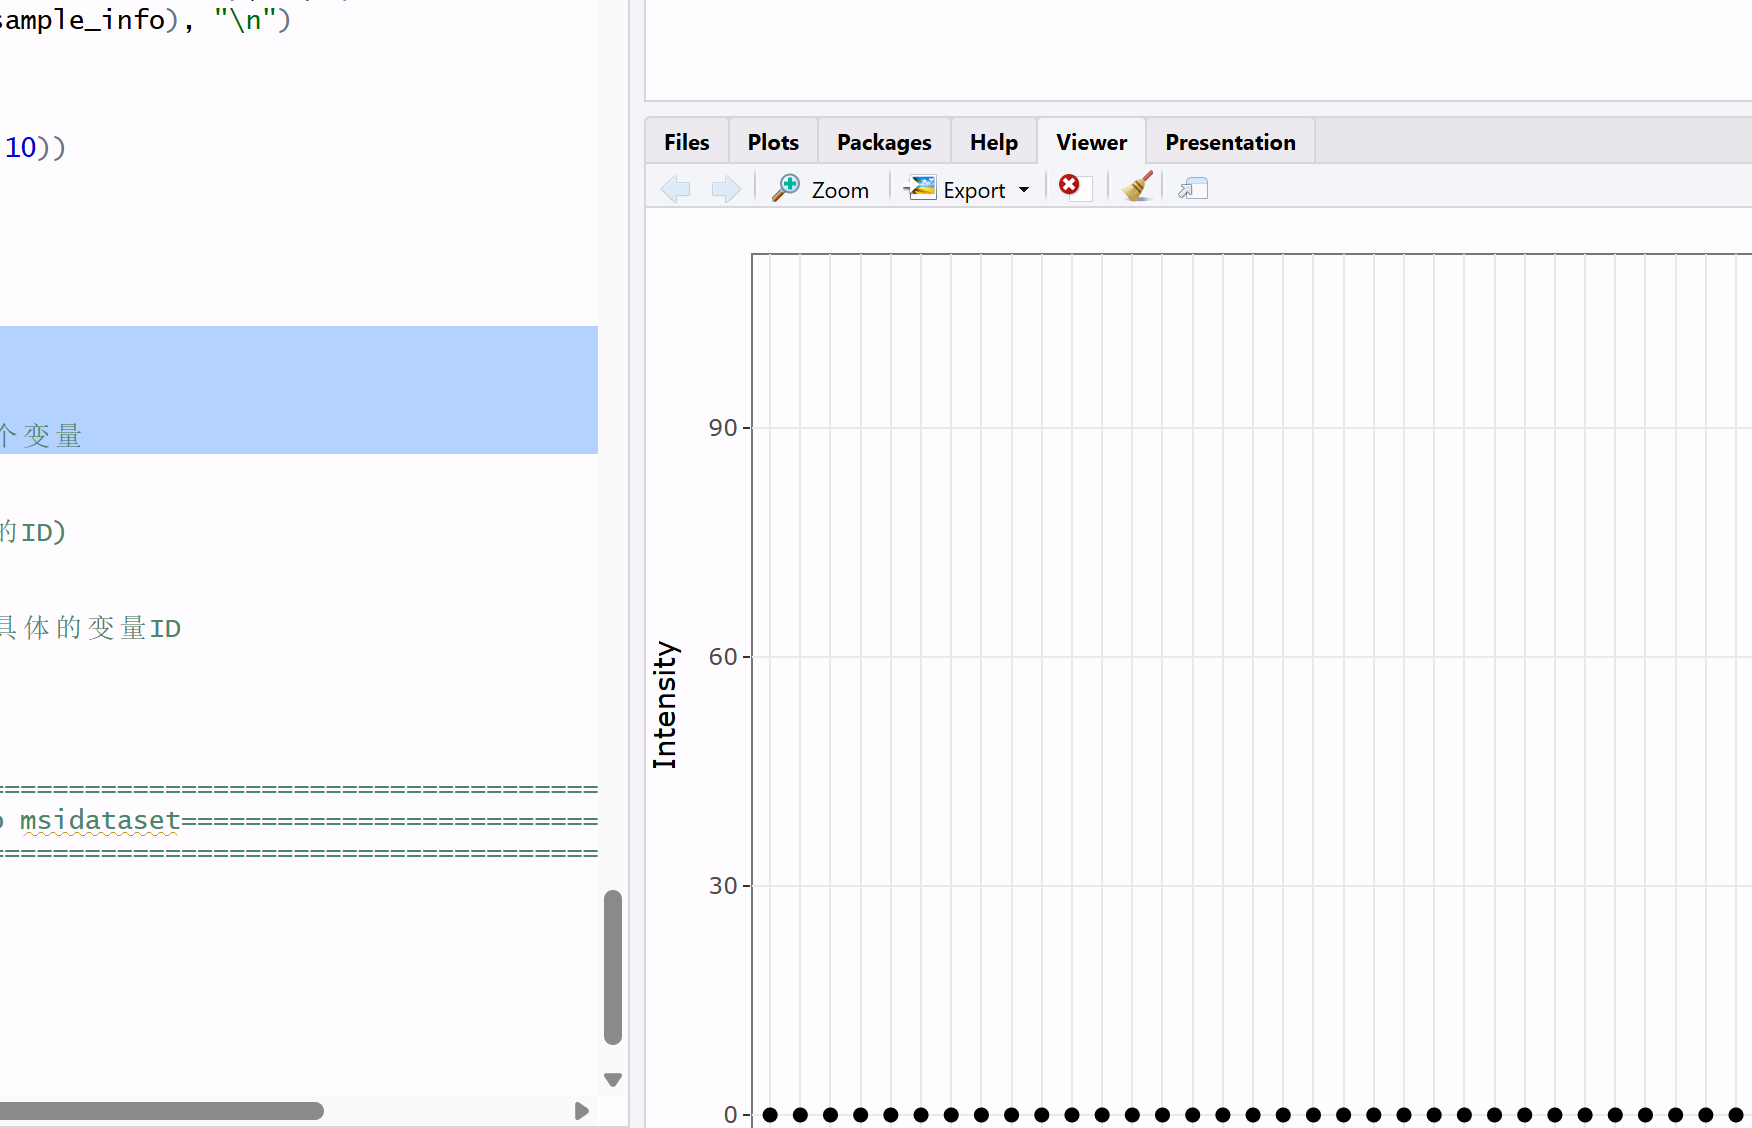 sample_info), "\n")
10))
个变量
的ID)
具体的变量ID
====================================
msidataset==========================
====================================
Files Plots Packages Help Viewer Presentation
Zoom Export
Intensity
90
60
30
0